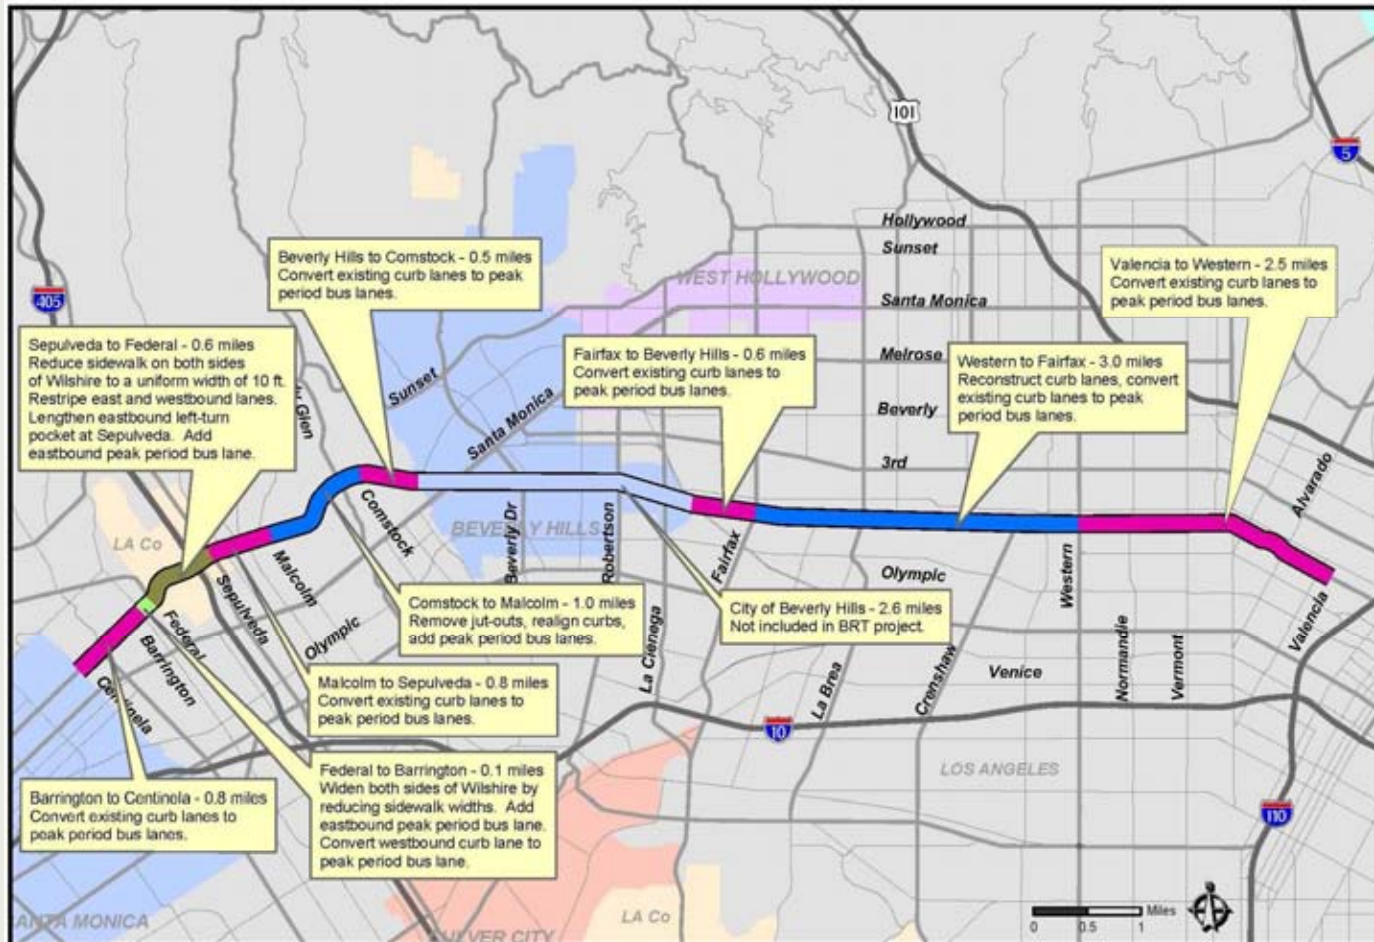 101
5
Hollywood
Sunset
Beverly Hills to Comstock - 0.5 miles
Convert existing curb lanes to peak
period bus lanes.
Valencia to Western - 2.5 miles
Convert existing curb lanes to
peak period bus lanes.
WEST HOLLYWOOD
405
Santa Monica
Sepulveda to Federal - 0.6 miles
Reduce sidewalk on both sides
of Wilshire to a uniform width of 10 ft.
Restripe east and westbound lanes.
Lengthen eastbound left-turn
pocket at Sepulveda. Add
eastbound peak period bus lane.
Fairfax to Beverly Hills - 0.6 miles
Convert existing curb lanes to
peak period bus lanes.
Melrose
Western to Fairfax - 3.0 miles
Reconstruct curb lanes, convert
existing curb lanes to peak
period bus lanes.
Glen
Sunset
Santa Monica
Beverly
3rd
Alvarado
Comstock
BEVERLY HILLS
Beverly Dr
Robertson
LA Co
Fairfax
Malcolm
Sepulveda
Olympic
Western
Comstock to Malcolm - 1.0 miles
Remove jut-outs, realign curbs,
add peak period bus lanes.
City of Beverly Hills - 2.6 miles
Not included in BRT project.
Federal
Barrington
Olympic
La Cienega
Valencia
Centinela
Malcolm to Sepulveda - 0.8 miles
Convert existing curb lanes to
peak period bus lanes.
La Brea
Crenshaw
Venice
Normandie
Vermont
10
Federal to Barrington - 0.1 miles
Widen both sides of Wilshire by
reducing sidewalk widths. Add
eastbound peak period bus lane.
Convert westbound curb lane to
peak period bus lane.
LOS ANGELES
Barrington to Centinela - 0.8 miles
Convert existing curb lanes to
peak period bus lanes.
110
SANTA MONICA
LA Co
CULVER CITY
Miles
0 0.5 1